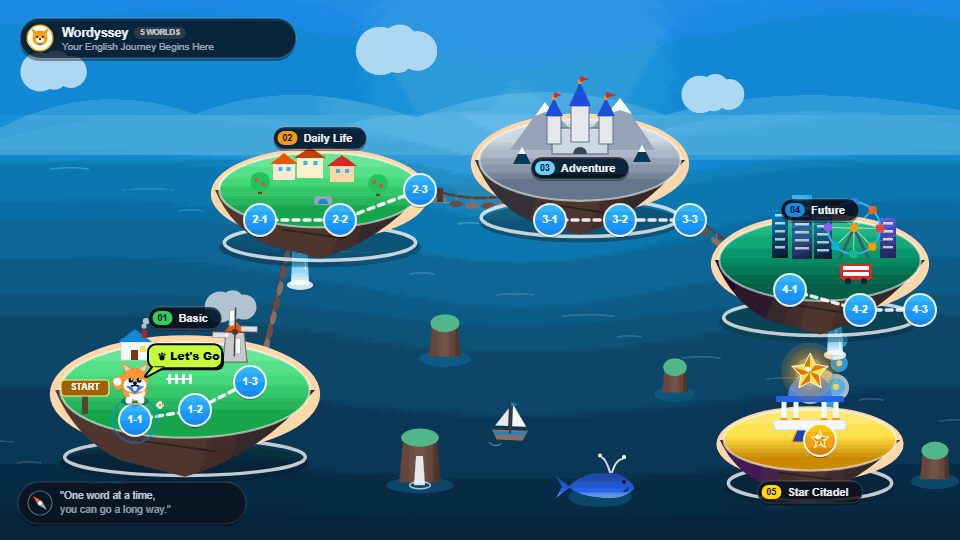 Wordyssey 5 WORLDS
Your English Journey Begins Here
02 Daily Life
2-1
2-2
2-3
03 Adventure
3-1
3-2
3-3
04 Future
4-1
4-2
4-3
01 Basic
Let's Go
START
1-1
1-2
1-3
05 Star Citadel
"One word at a time,
you can go a long way."